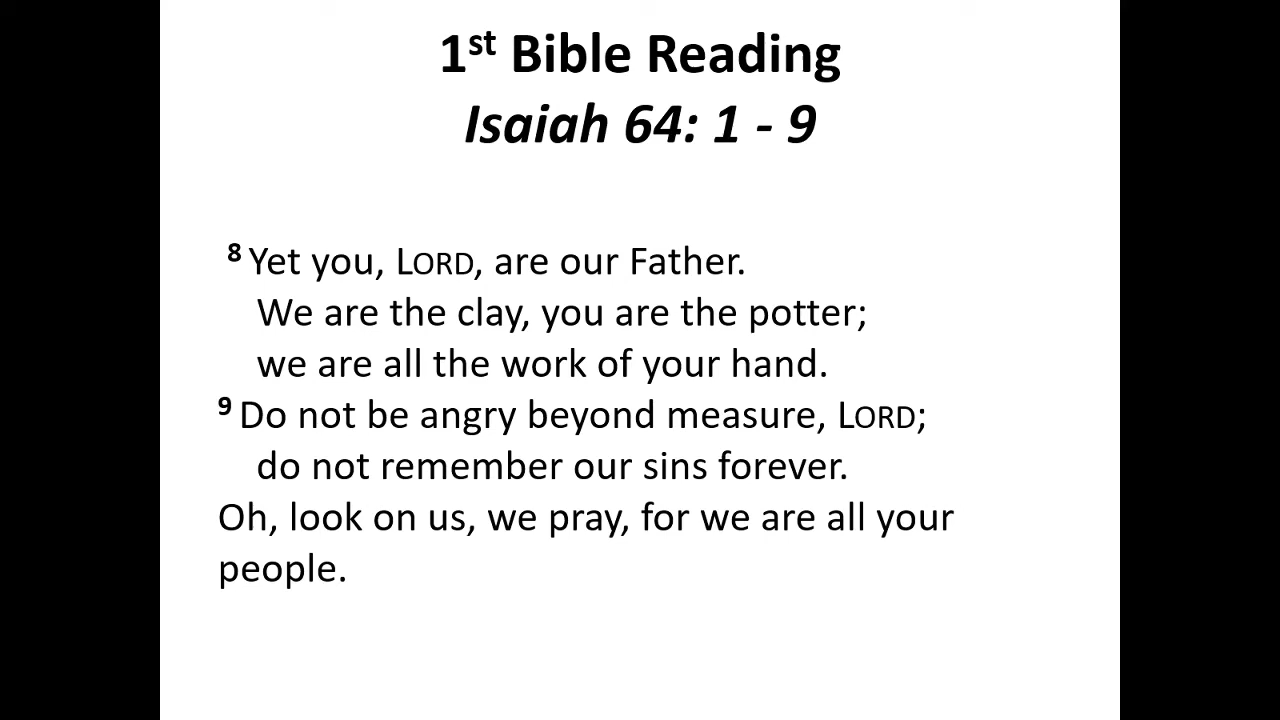 1st Bible Reading
Isaiah 64: 1 - 9
8 Yet you, LORD, are our Father.
We are the clay, you are the potter;
we are all the work of your hand.
9 Do not be angry beyond measure, LORD;
do not remember our sins forever.
Oh, look on us, we pray, for we are all your
people.